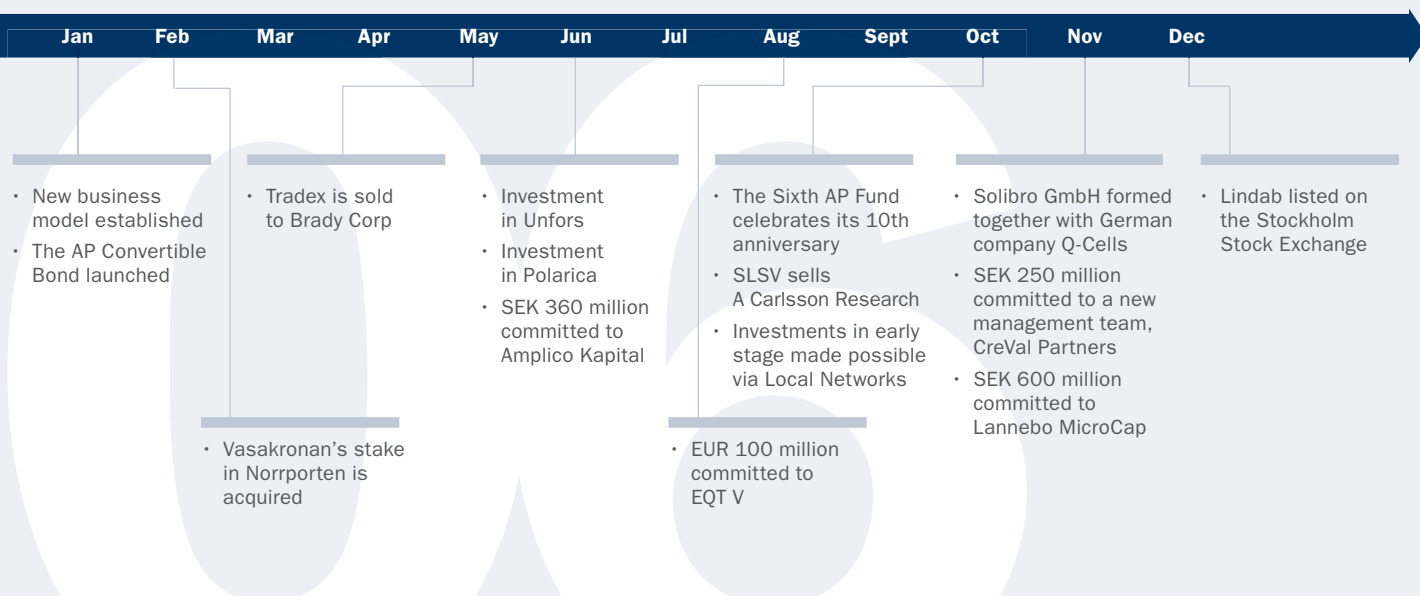 Jan Feb Mar Apr May Jun Jul Aug Sept Oct Nov Dec
• New business
model established
• The AP Convertible
Bond launched
• Tradex is sold
to Brady Corp
• Investment
in Unfors
• Investment
in Polarica
• SEK 360 million
committed to
Amplico Kapital
• The Sixth AP Fund
celebrates its 10th
anniversary
• SLSV sells
A Carlsson Research
• Investments in early
stage made possible
via Local Networks
• Solibro GmbH formed
together with German
company Q-Cells
• SEK 250 million
committed to a new
management team,
CreVal Partners
• SEK 600 million
committed to
Lannebo MicroCap
• Lindab listed on
the Stockholm
Stock Exchange
• Vasakronan’s stake
in Norrporten is
acquired
• EUR 100 million
committed to
EQT V
06